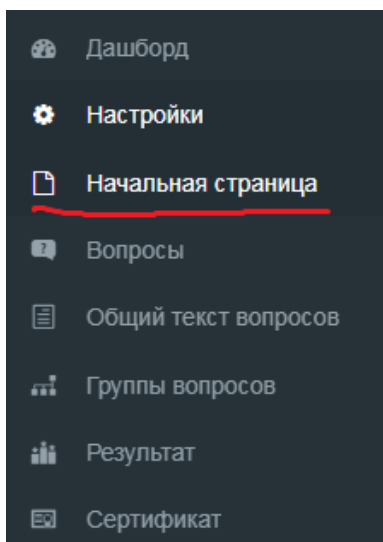 Дашборд
Настройки
Начальная страница
Вопросы
Общий текст вопросов
Группы вопросов
Результат
Сертификат